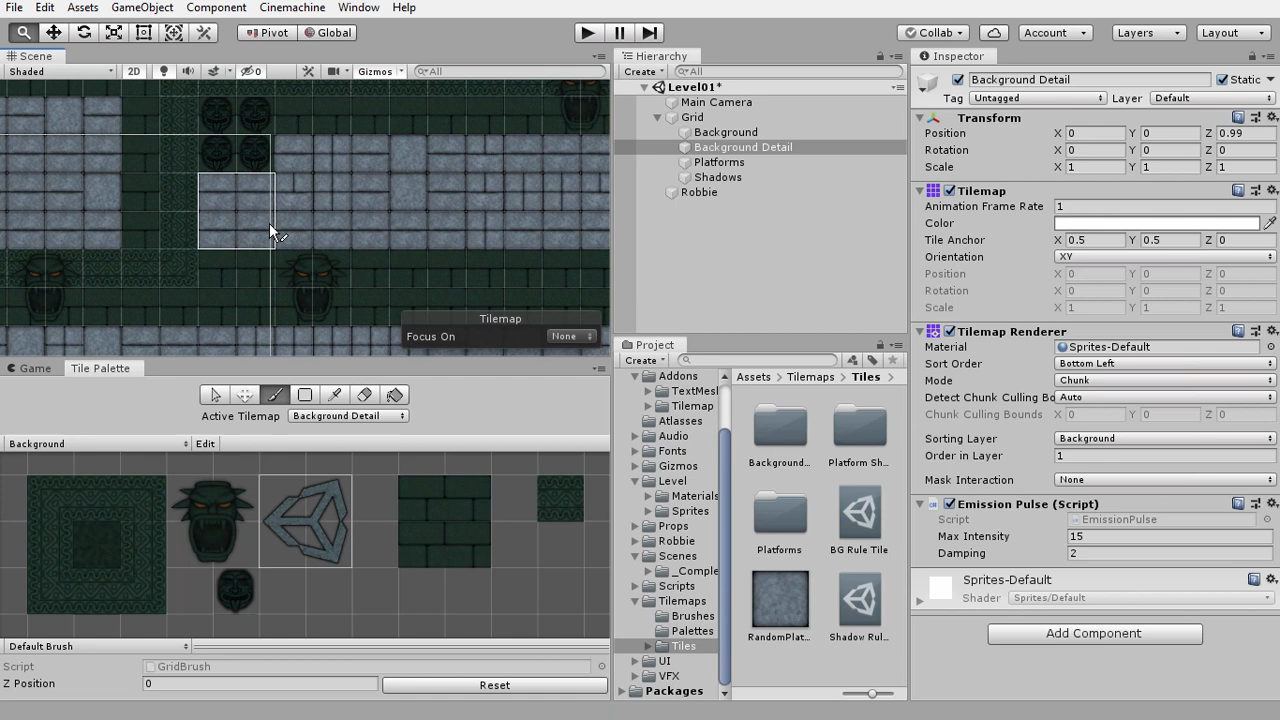 File Edit Assets GameObject Component Cinemachine Window Help
Pivot Global Collab Account Layers Layout
Scene
Shaded 2D 0 Gizmos All
Tilemap
Focus On None
Game Tile Palette
Active Tilemap Background Detail
Background Edit
Default Brush
Script GridBrush
Z Position 0 Reset
Hierarchy
Create All
Level01*
Main Camera
Grid
Background
Background Detail
Platforms
Shadows
Robbie
Project
Create
Addons
TextMesl
Tilemap
Atlasses
Audio
Fonts
Gizmos
Level
Materials
Sprites
Props
Robbie
Scenes
_Comple
Scripts
Tilemaps
Brushes
Palettes
Tiles
UI
VFX
Packages
Assets Tilemaps Tiles
Background... Platform Sh..
Platforms BG Rule Tile
RandomPlat... Shadow Rul...
Inspector
Background Detail Static
Tag Untagged Layer Default
Transform
Position X 0 Y 0 Z 0.99
Rotation X 0 Y 0 Z 0
Scale X 1 Y 1 Z 1
Tilemap
Animation Frame Rate 1
Color
Tile Anchor X 0.5 Y 0.5 Z 0
Orientation XY
Position X 0 Y 0 Z 0
Rotation X 0 Y 0 Z 0
Scale X 1 Y 1 Z 1
Tilemap Renderer
Material Sprites-Default
Sort Order Bottom Left
Mode Chunk
Detect Chunk Culling Bo Auto
Chunk Culling Bounds X 0 Y 0 Z 0
Sorting Layer Background
Order in Layer 1
Mask Interaction None
Emission Pulse (Script)
Script EmissionPulse
Max Intensity 15
Damping 2
Sprites-Default
Shader Sprites/Default
Add Component